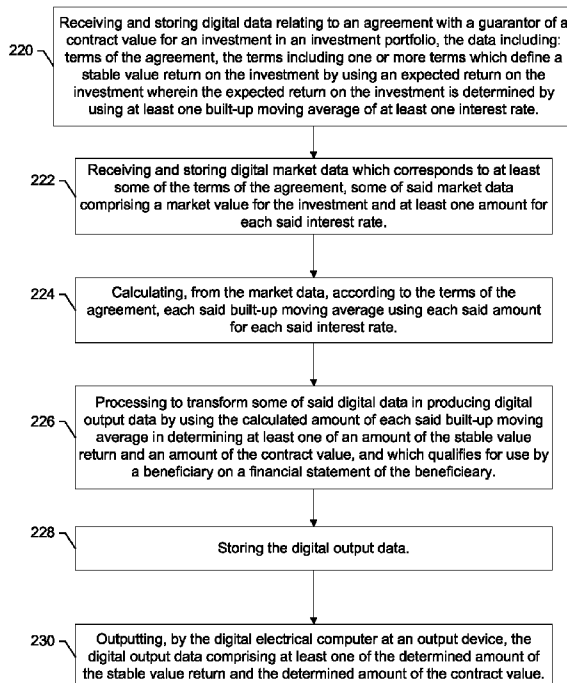 220
Receiving and storing digital data relating to an agreement with a guarantor of a
contract value for an investment in an investment portfolio, the data including:
terms of the agreement, the terms including one or more terms which define a
stable value return on the investment by using an expected return on the
investment wherein the expected return on the investment is determined by
using at least one built-up moving average of at least one interest rate.
222
Receiving and storing digital market data which corresponds to at least
some of the terms of the agreement, some of said market data
comprising a market value for the investment and at least one amount for
each said interest rate.
224
Calculating, from the market data, according to the terms of the
agreement, each said built-up moving average using each said amount
for each said interest rate.
226
Processing to transform some of said digital data in producing digital
output data by using the calculated amount of each said built-up moving
average in determining at least one of an amount of the stable value
return and an amount of the contract value, and which qualifies for use by
a beneficiary on a financial statement of the beneficieary.
228
Storing the digital output data.
230
Outputting, by the digital electrical computer at an output device, the
digital output data comprising at least one of the determined amount of
the stable value return and the determined amount of the contract value.